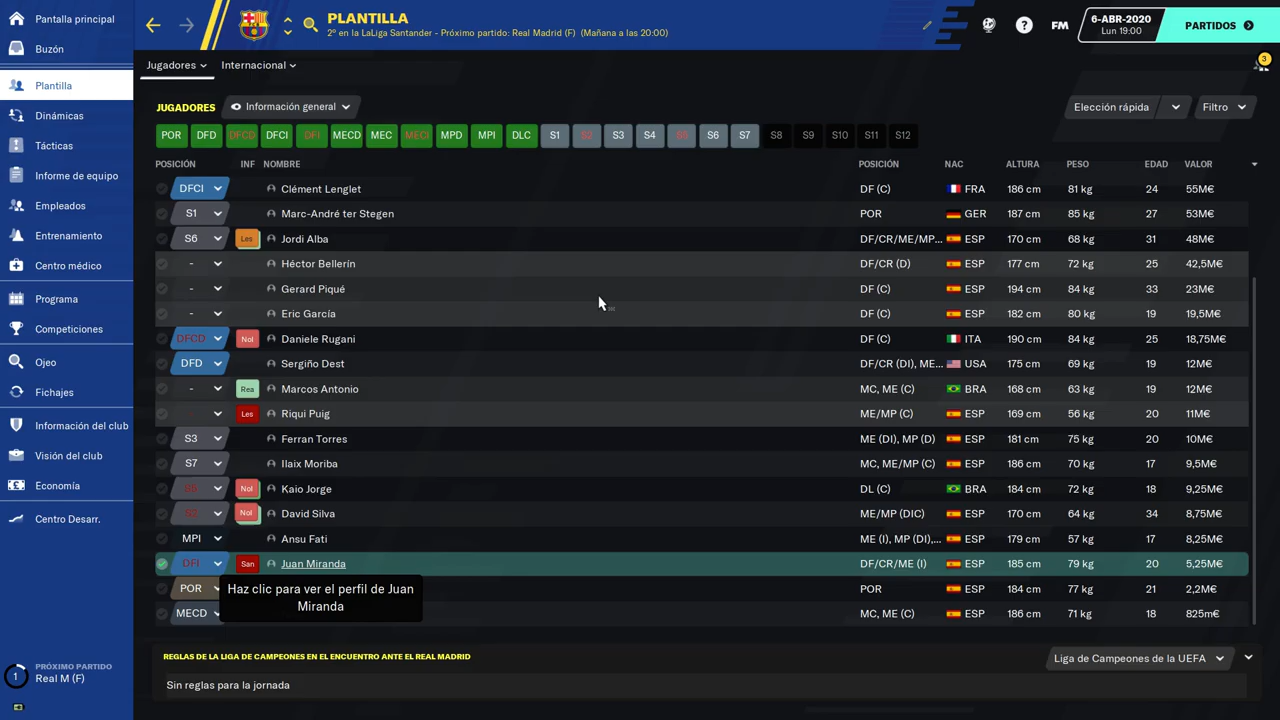 Pantalla principal
Buzón
Plantilla
Dinámicas
Tácticas
Informe de equipo
Empleados
Entrenamiento
Centro médico
Programa
Competiciones
Ojeo
Fichajes
Información del club
Visión del club
Economía
Centro Desarr.
1
PRÓXIMO PARTIDO
Real M (F)
PLANTILLA
2º en la LaLiga Santander - Próximo partido: Real Madrid (F) (Mañana a las 20:00)
?
FM
6-ABR-2020
Lun 19:00
PARTIDOS
Jugadores
Internacional
3
JUGADORES
Información general
Elección rápida
Filtro
POR DFD DFCD DFCI DFI MECD MEC MECI MPD MPI DLC S1 S2 S3 S4 S5 S6 S7 S8 S9 S10 S11 S12
POSICIÓN INF NOMBRE POSICIÓN NAC ALTURA PESO EDAD VALOR
DFCI Clément Lenglet DF (C) FRA 186 cm 81 kg 24 55M€
S1 Marc-André ter Stegen POR GER 187 cm 85 kg 27 53M€
S6 Les Jordi Alba DF/CR/ME/MP... ESP 170 cm 68 kg 31 48M€
- Héctor Bellerín DF/CR (D) ESP 177 cm 72 kg 25 42,5M€
- Gerard Piqué DF (C) ESP 194 cm 84 kg 33 23M€
- Eric García DF (C) ESP 182 cm 80 kg 19 19,5M€
DFCD Nol Daniele Rugani DF (C) ITA 190 cm 84 kg 25 18,75M€
DFD Sergiño Dest DF/CR (DI), ME... USA 175 cm 69 kg 19 12M€
- Rea Marcos Antonio MC, ME (C) BRA 168 cm 63 kg 19 12M€
Les Riqui Puig ME/MP (C) ESP 169 cm 56 kg 20 11M€
S3 Ferran Torres ME (DI), MP (D) ESP 181 cm 75 kg 20 10M€
S7 Ilaix Moriba MC, ME/MP (C) ESP 186 cm 70 kg 17 9,5M€
S5 Nol Kaio Jorge DL (C) BRA 184 cm 72 kg 18 9,25M€
S2 Nol David Silva ME/MP (DIC) ESP 170 cm 64 kg 34 8,75M€
MPI Ansu Fati ME (I), MP (DI),... ESP 179 cm 57 kg 17 8,25M€
DFI San Juan Miranda DF/CR/ME (I) ESP 185 cm 79 kg 20 5,25M€
POR POR ESP 184 cm 77 kg 21 2,2M€
MECD MC, ME (C) ESP 186 cm 71 kg 18 825m€
Haz clic para ver el perfil de Juan
Miranda
REGLAS DE LA LIGA DE CAMPEONES EN EL ENCUENTRO ANTE EL REAL MADRID
Liga de Campeones de la UEFA
Sin reglas para la jornada